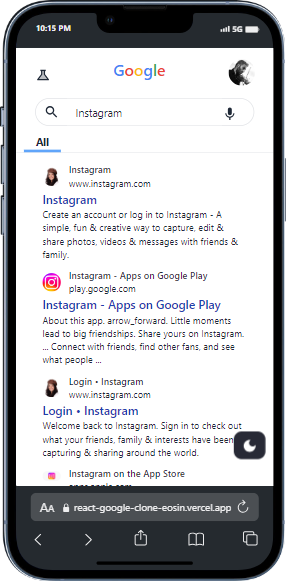 10:15 PM
5G
Google
Instagram
All
Instagram
www.instagram.com
Instagram
Create an account or log in to Instagram - A
simple, fun & creative way to capture, edit &
share photos, videos & messages with friends &
family.
Instagram - Apps on Google Play
play.google.com
Instagram - Apps on Google Play
About this app. arrow_forward. Little moments
lead to big friendships. Share yours on Instagram.
... Connect with friends, find other fans, and see
what people ...
Login • Instagram
www.instagram.com
Login • Instagram
Welcome back to Instagram. Sign in to check out
what your friends, family & interests have been
capturing & sharing around the world.
Instagram on the App Store
AA react-google-clone-eosin.vercel.app